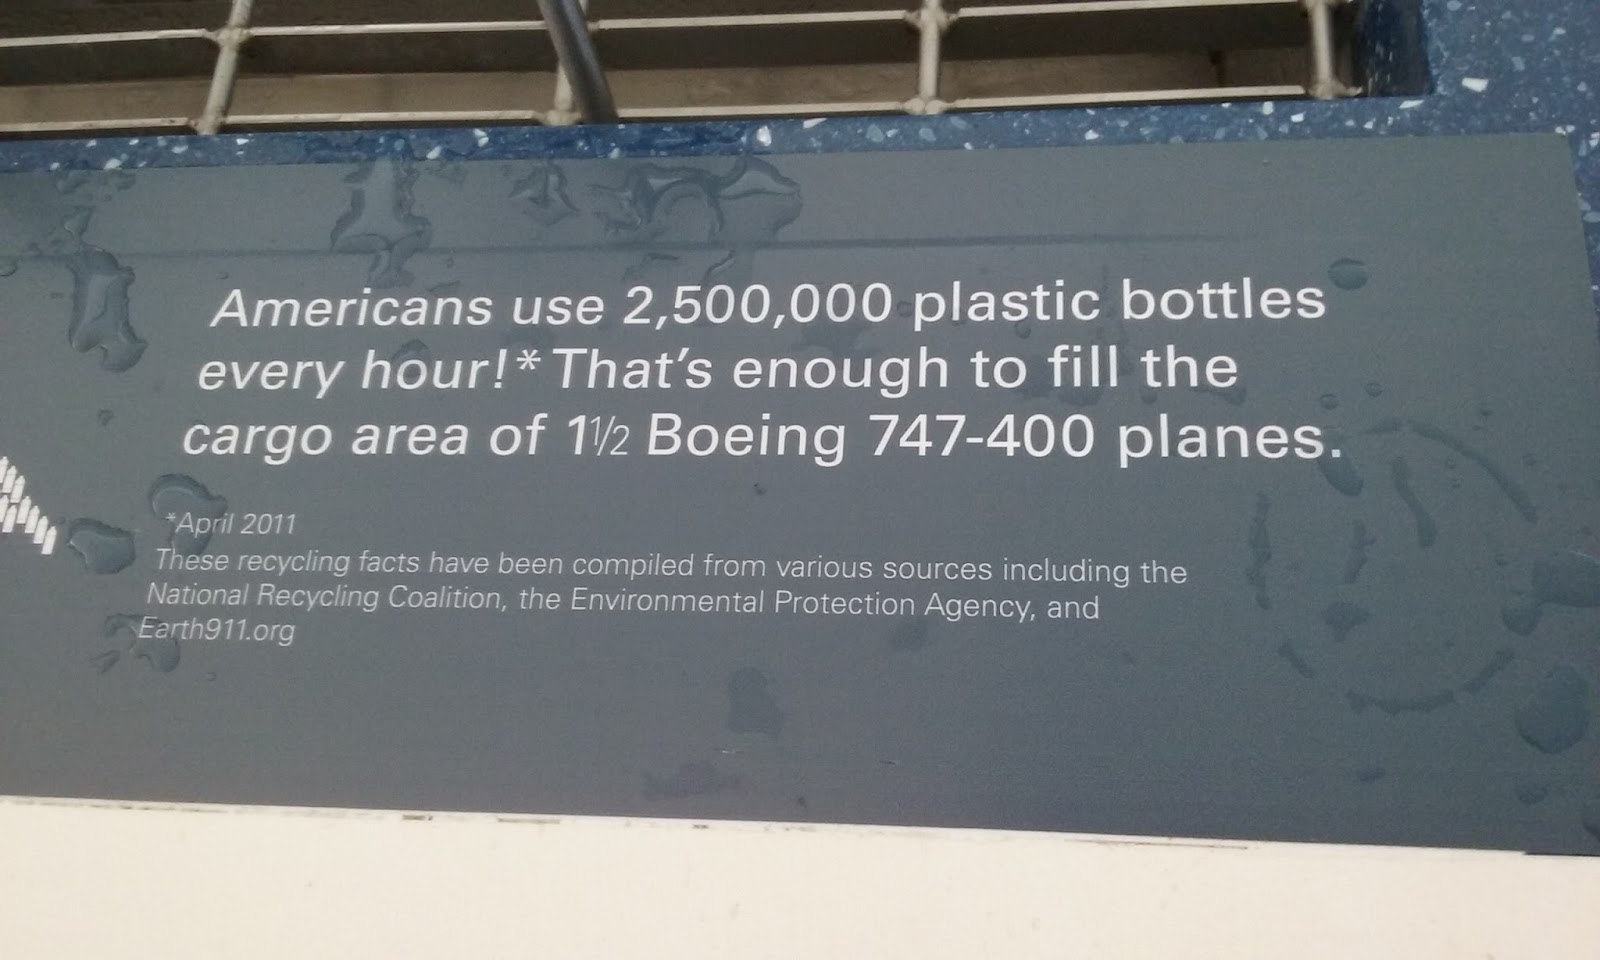 Americans use 2,500,000 plastic bottles
every hour!* That's enough to fill the
cargo area of 1½ Boeing 747-400 planes.
*April 2011
These recycling facts have been compiled from various sources including the
National Recycling Coalition, the Environmental Protection Agency, and
Earth911.org